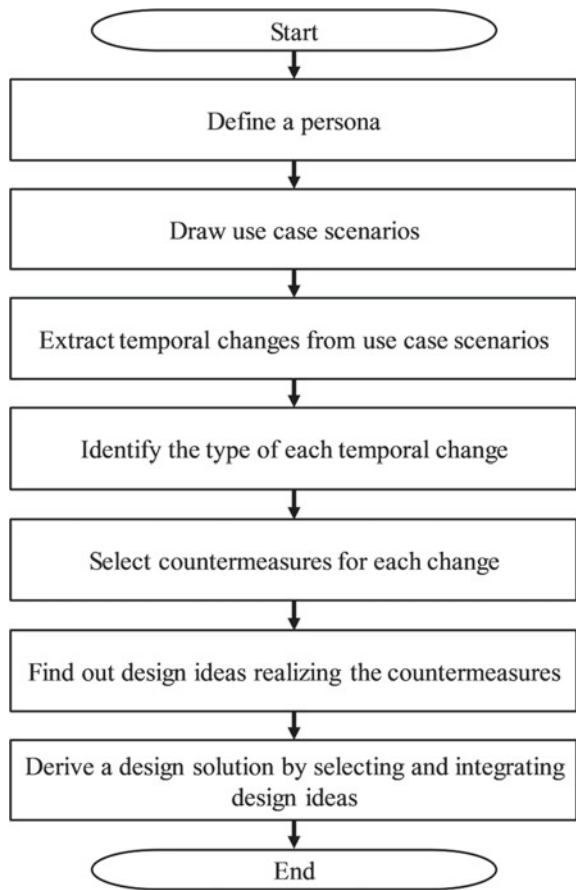 Start
Define a persona
Draw use case scenarios
Extract temporal changes from use case scenarios
Identify the type of each temporal change
Select countermeasures for each change
Find out design ideas realizing the countermeasures
Derive a design solution by selecting and integrating
design ideas
End